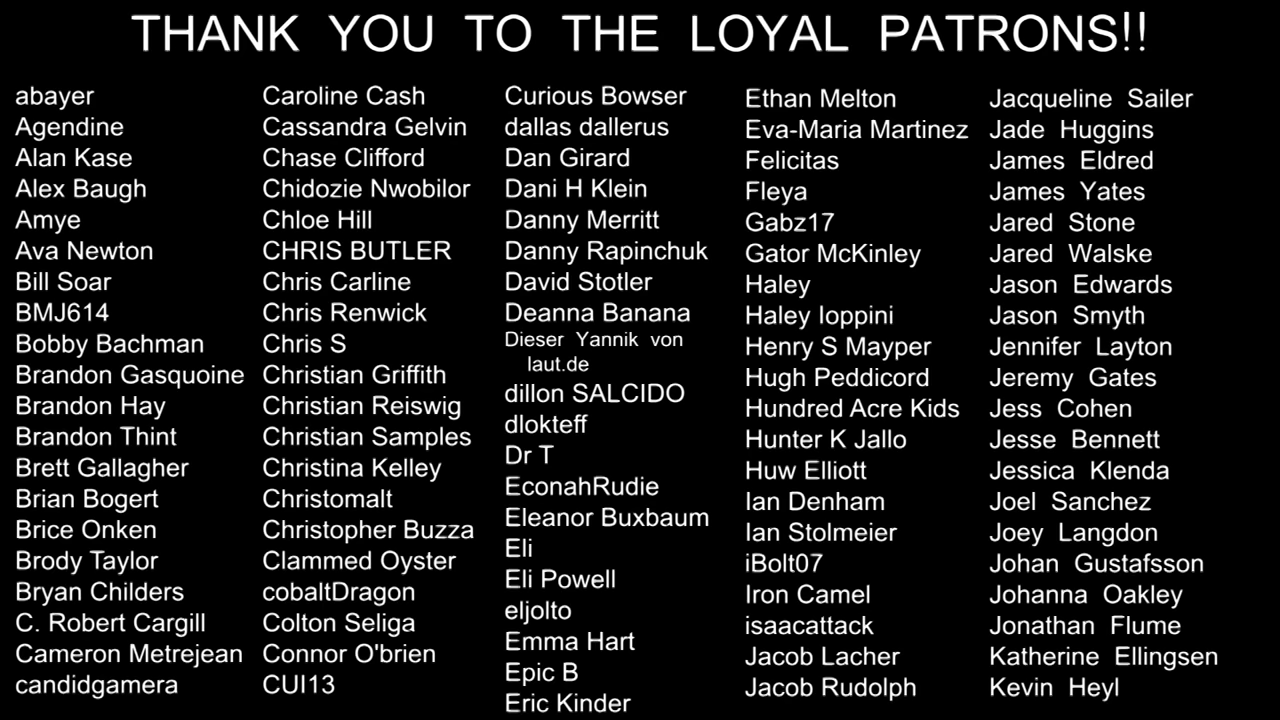 THANK YOU TO THE LOYAL PATRONS!!
abayer
Agendine
Alan Kase
Alex Baugh
Amye
Ava Newton
Bill Soar
BMJ614
Bobby Bachman
Brandon Gasquoine
Brandon Hay
Brandon Thint
Brett Gallagher
Brian Bogert
Brice Onken
Brody Taylor
Bryan Childers
C. Robert Cargill
Cameron Metrejean
candidgamera
Caroline Cash
Cassandra Gelvin
Chase Clifford
Chidozie Nwobilor
Chloe Hill
CHRIS BUTLER
Chris Carline
Chris Renwick
Chris S
Christian Griffith
Christian Reiswig
Christian Samples
Christina Kelley
Christomalt
Christopher Buzza
Clammed Oyster
cobaltDragon
Colton Seliga
Connor O'brien
CUI13
Curious Bowser
dallas dallerus
Dan Girard
Dani H Klein
Danny Merritt
Danny Rapinchuk
David Stotler
Deanna Banana
Dieser Yannik von
laut.de
dillon SALCIDO
dlokteff
Dr T
EconahRudie
Eleanor Buxbaum
Eli
Eli Powell
eljolto
Emma Hart
Epic B
Eric Kinder
Ethan Melton
Eva-Maria Martinez
Felicitas
Fleya
Gabz17
Gator McKinley
Haley
Haley Ioppini
Henry S Mayper
Hugh Peddicord
Hundred Acre Kids
Hunter K Jallo
Huw Elliott
Ian Denham
Ian Stolmeier
iBolt07
Iron Camel
isaacattack
Jacob Lacher
Jacob Rudolph
Jacqueline Sailer
Jade Huggins
James Eldred
James Yates
Jared Stone
Jared Walske
Jason Edwards
Jason Smyth
Jennifer Layton
Jeremy Gates
Jess Cohen
Jesse Bennett
Jessica Klenda
Joel Sanchez
Joey Langdon
Johan Gustafsson
Johanna Oakley
Jonathan Flume
Katherine Ellingsen
Kevin Heyl